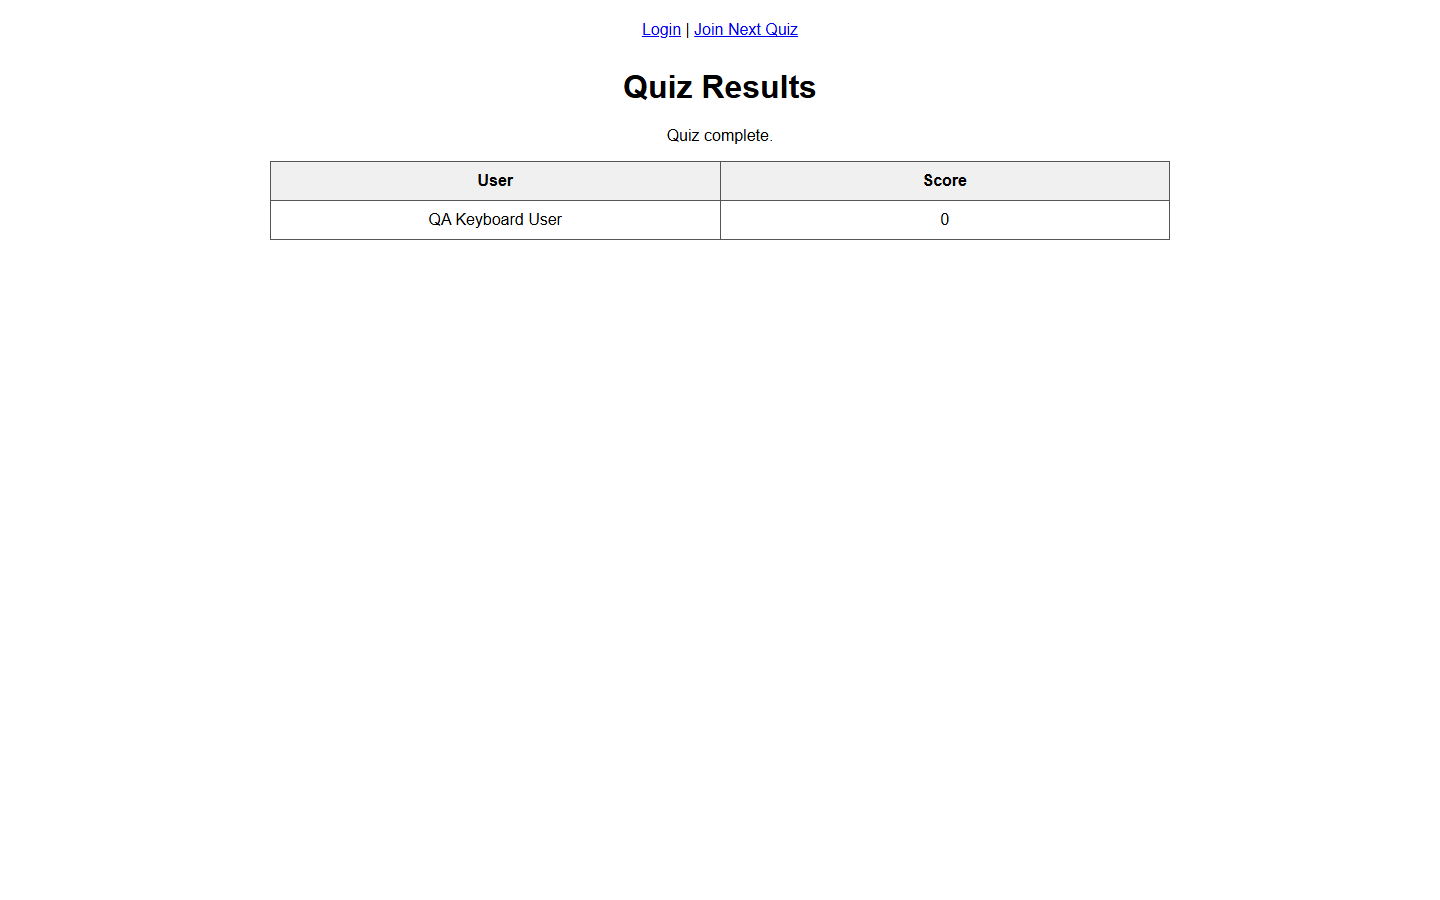 Login | Join Next Quiz
Quiz Results
Quiz complete.
User Score
QA Keyboard User 0